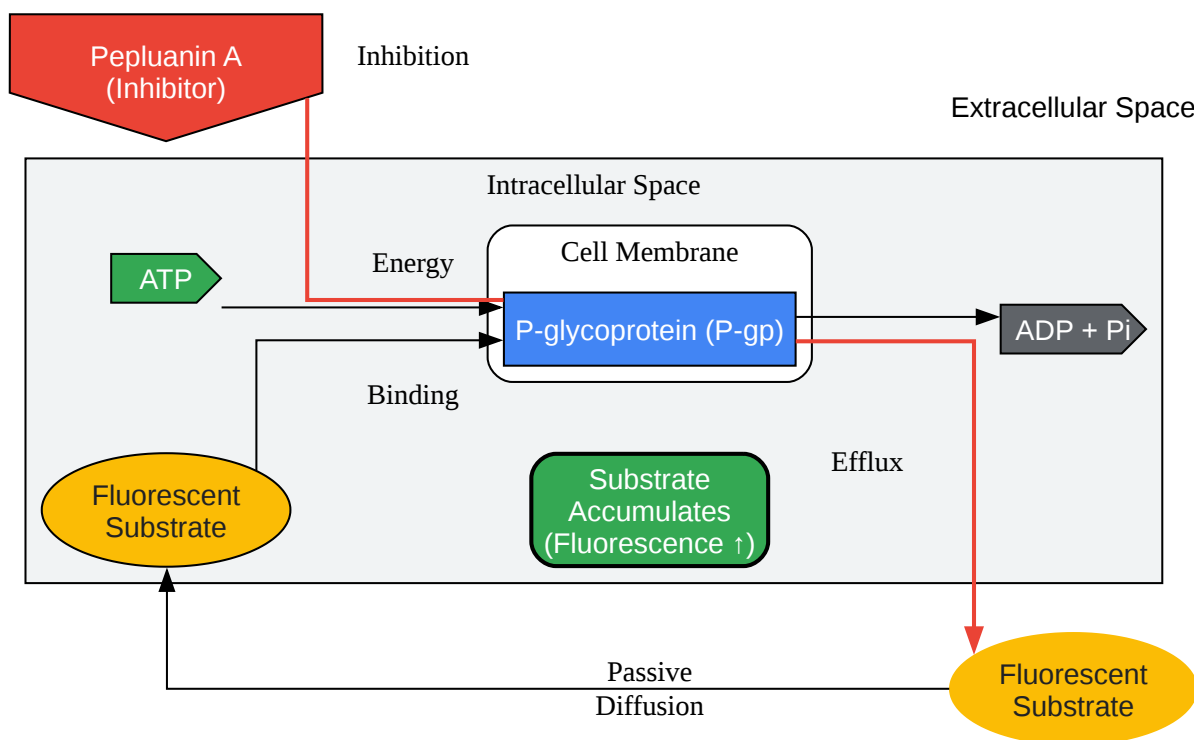 Pepluanin A
(Inhibitor)
Inhibition
Extracellular Space
Intracellular Space
Cell Membrane
Energy
ATP
P-glycoprotein (P-gp)
ADP + Pi
Binding
Efflux
Substrate
Accumulates
(Fluorescence ↑)
Fluorescent
Substrate
Passive
Diffusion
Fluorescent
Substrate